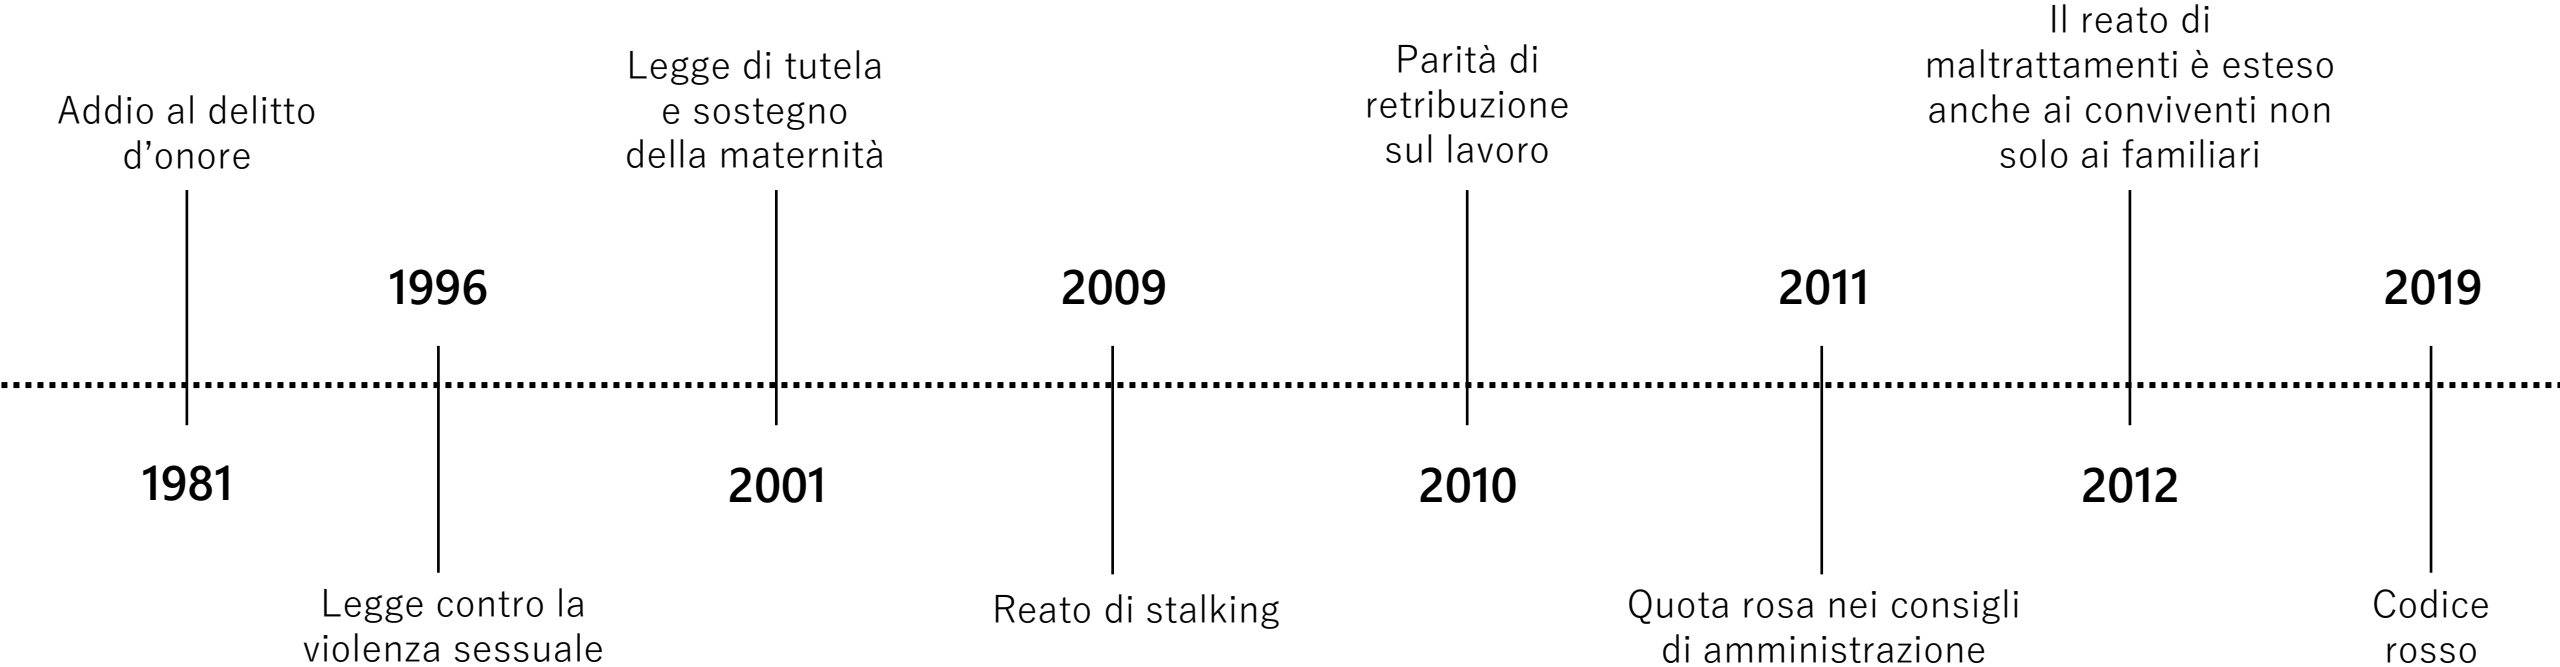 Addio al delitto
d’onore
1981
1996
Legge contro la
violenza sessuale
Legge di tutela
e sostegno
della maternità
2001
2009
Reato di stalking
Parità di
retribuzione
sul lavoro
2010
2011
Quota rosa nei consigli
di amministrazione
Il reato di
maltrattamenti è esteso
anche ai conviventi non
solo ai familiari
2012
2019
Codice
rosso